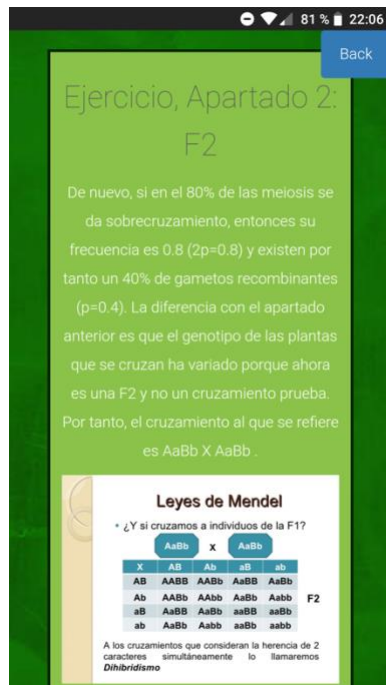 81 % 22:06
Back
Ejercicio, Apartado 2:
F2
De nuevo, si en el 80% de las meiosis se
da sobrecruzamiento, entonces su
frecuencia es 0.8 (2p=0.8) y existen por
tanto un 40% de gametos recombinantes
(p=0.4). La diferencia con el apartado
anterior es que el genotipo de las plantas
que se cruzan ha variado porque ahora
es una F2 y no un cruzamiento prueba.
Por tanto, el cruzamiento al que se refiere
es AaBb X AaBb .
Leyes de Mendel
• ¿Y si cruzamos a individuos de la F1?
AaBb X AaBb
X AB Ab aB ab
AB AABB AABb AaBB AaBb
Ab AABb AAbb AaBb Aabb F2
aB AaBB AaBb aaBB aaBb
ab AaBb Aabb aaBb aabb
A los cruzamientos que consideran la herencia de 2
caracteres simultáneamente lo llamaremos
Dihibridismo